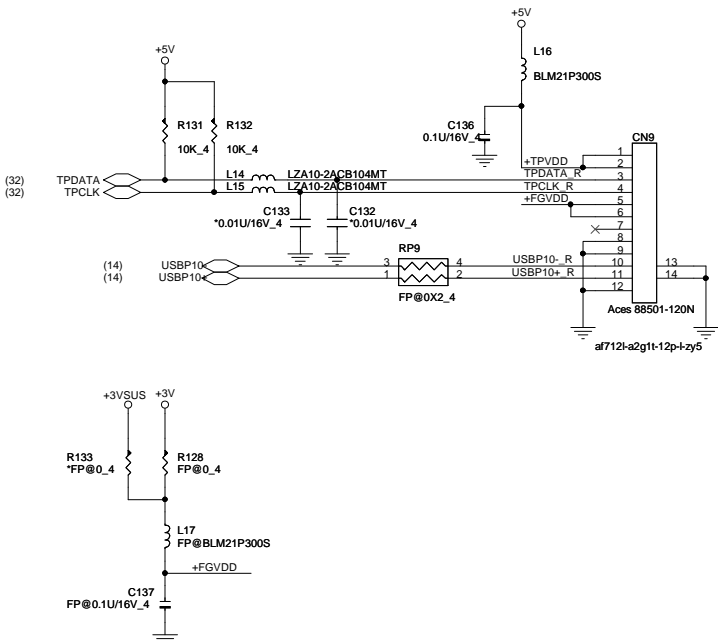 +5V
L16
BLM21P300S
+5V
C136
0.1U/16V_4
R131
10K_4
R132
10K_4
CN9
+TPVDD
1
2
(32)
TPDATA
L14
LZA10-2ACB104MT
TPDATA_R
3
(32)
TPCLK
L15
LZA10-2ACB104MT
TPCLK_R
4
+FGVDD
5
6
7
8
9
C133
*0.01U/16V_4
C132
*0.01U/16V_4
RP9
(14)
USBP10-
3
4
USBP10-_R
10
13
(14)
USBP10+
1
2
USBP10+_R
11
14
12
FP@0X2_4
Aces 88501-120N
af712l-a2g1t-12p-l-zy5
+3VSUS
+3V
R133
*FP@0_4
R128
FP@0_4
L17
FP@BLM21P300S
+FGVDD
C137
FP@0.1U/16V_4